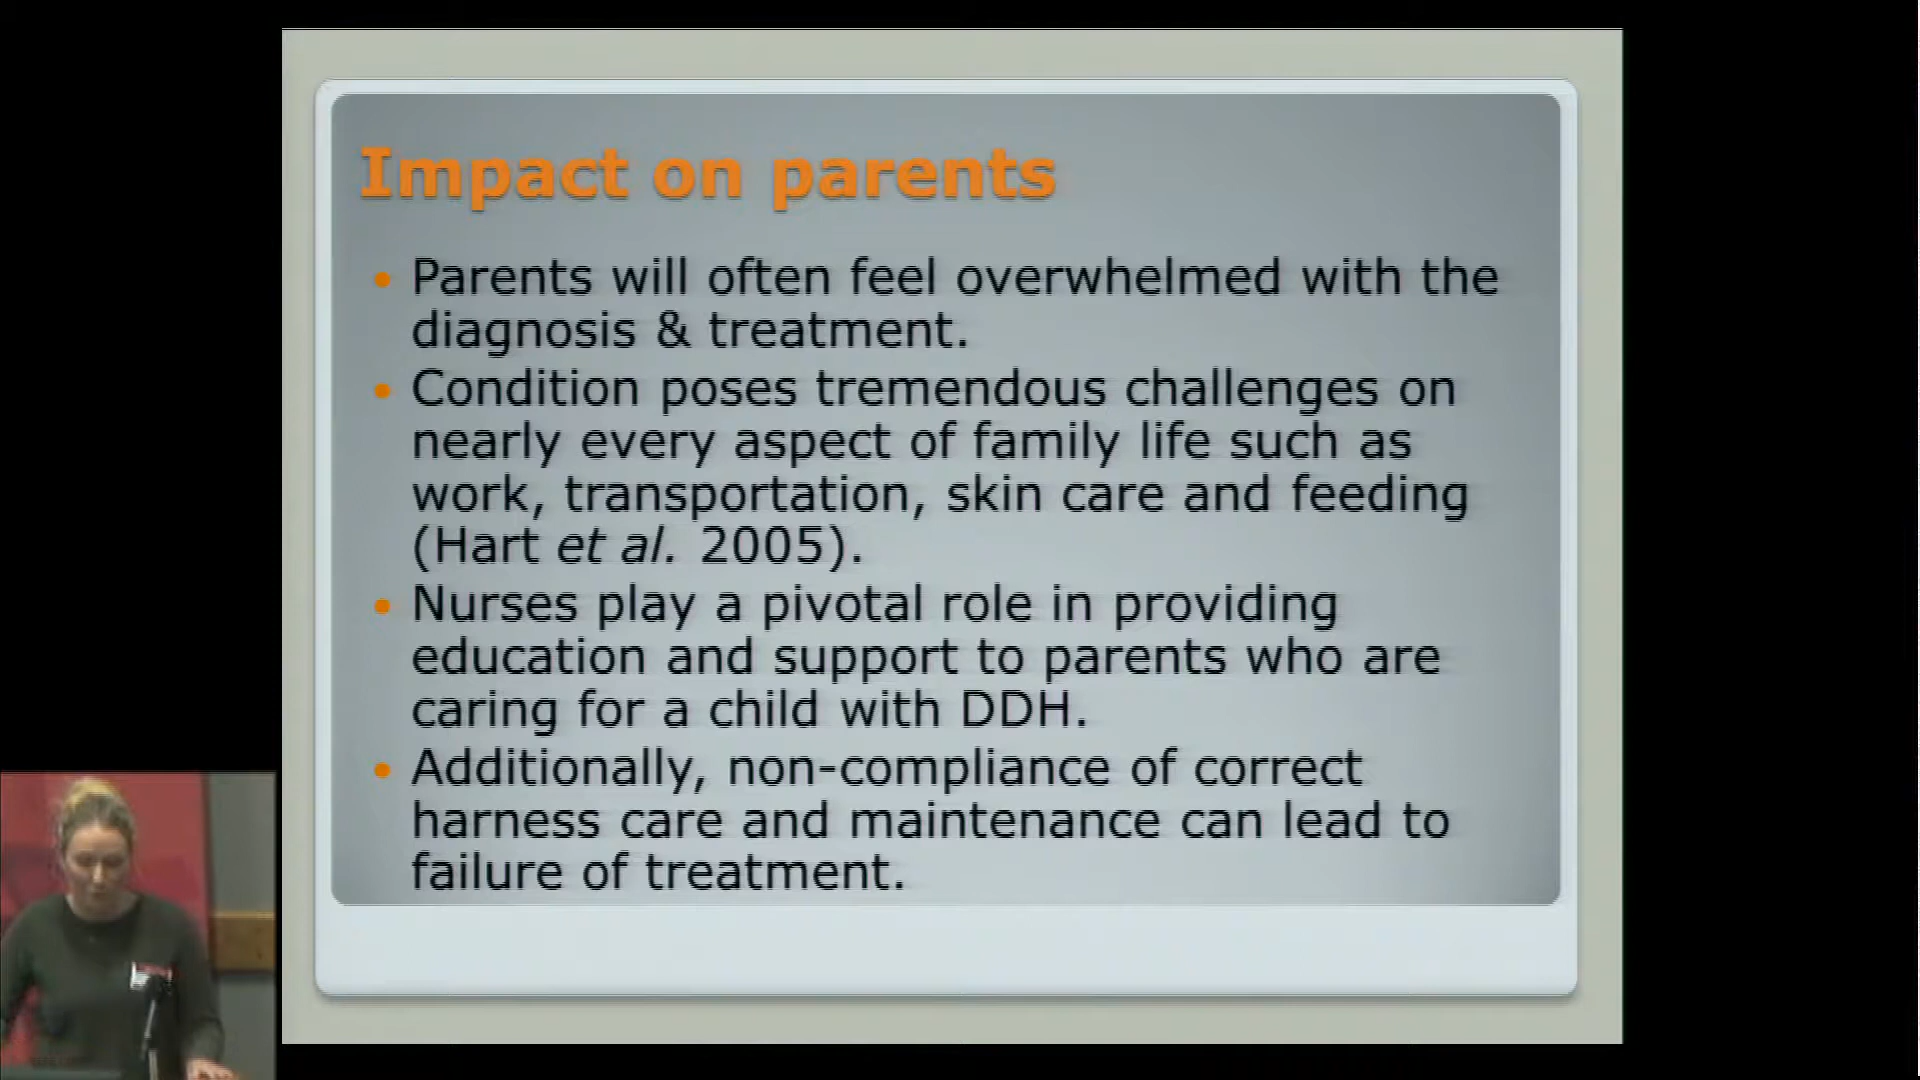 Impact on parents
• Parents will often feel overwhelmed with the
diagnosis & treatment.
• Condition poses tremendous challenges on
nearly every aspect of family life such as
work, transportation, skin care and feeding
(Hart et al. 2005).
• Nurses play a pivotal role in providing
education and support to parents who are
caring for a child with DDH.
• Additionally, non-compliance of correct
harness care and maintenance can lead to
failure of treatment.